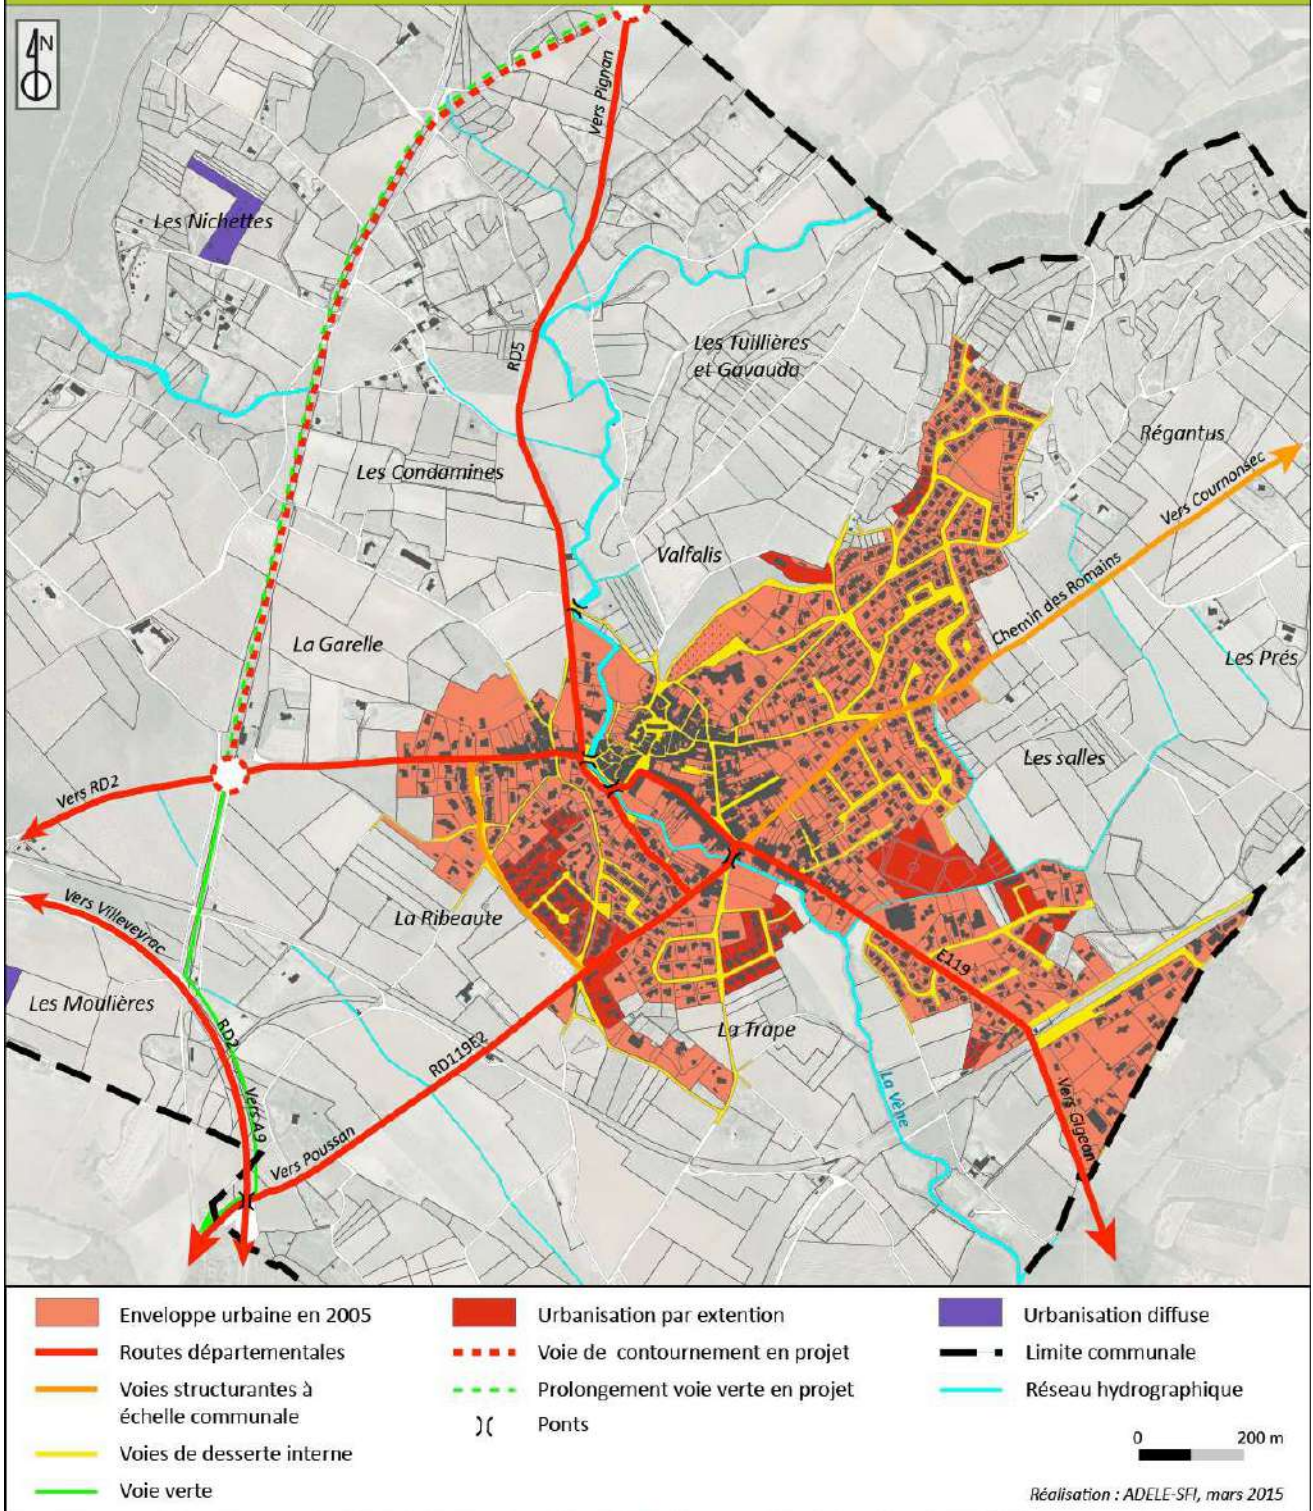 N
Vers Pignan
Les Nichettes
RD5
Les Tuillières
et Gavauda
Régantus
Les Condamines
Vers Cournonsec
Valfalis
Chemin des Romains
La Garelle
Les Prés
Les salles
Vers RD2
La Ribeaute
Vers Villeveyrac
E119
Les Moulières
La Trape
RD2
RD119E2
Vers A9
La Vène
Vers Gigean
Vers Poussan
Enveloppe urbaine en 2005
Routes départementales
Voies structurantes à
échelle communale
Voies de desserte interne
Voie verte
Urbanisation par extention
Voie de contournement en projet
Prolongement voie verte en projet
Ponts
Urbanisation diffuse
Limite communale
Réseau hydrographique
0 200 m
Réalisation : ADELE-SFI, mars 2015